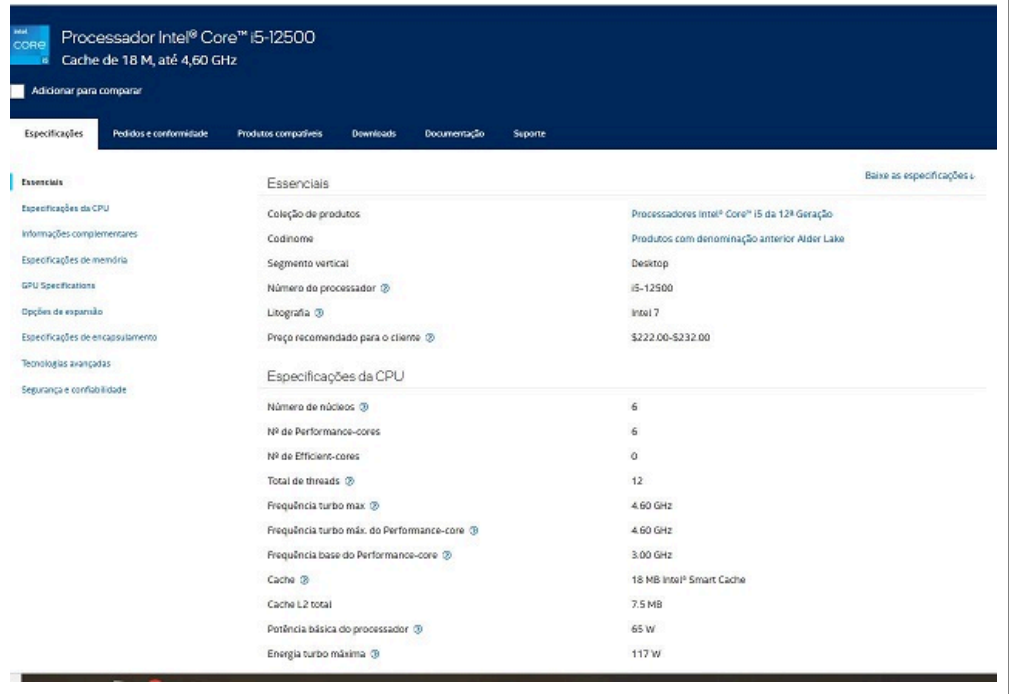 intel
CORE
i5
Processador Intel® Core™ i5-12500
Cache de 18 M, até 4,60 GHz
Adicionar para comparar
Especificações
Pedidos e conformidade
Produtos compatíveis
Downloads
Documentação
Suporte
Essenciais
Especificações da CPU
Informações complementares
Especificações de memória
GPU Specifications
Opções de expansão
Especificações de encapsulamento
Tecnologias avançadas
Segurança e confiabilidade
Baixe as especificações
Essenciais
Coleção de produtos Processadores Intel® Core™ i5 da 12ª Geração
Codinome Produtos com denominação anterior Alder Lake
Segmento vertical Desktop
Número do processador i5-12500
Litografia Intel 7
Preço recomendado para o cliente $222.00-$232.00
Especificações da CPU
Número de núcleos 6
Nº de Performance-cores 6
Nº de Efficient-cores 0
Total de threads 12
Frequência turbo max 4.60 GHz
Frequência turbo máx. do Performance-core 4.60 GHz
Frequência base do Performance-core 3.00 GHz
Cache 18 MB Intel® Smart Cache
Cache L2 total 7.5 MB
Potência básica do processador 65 W
Energia turbo máxima 117 W